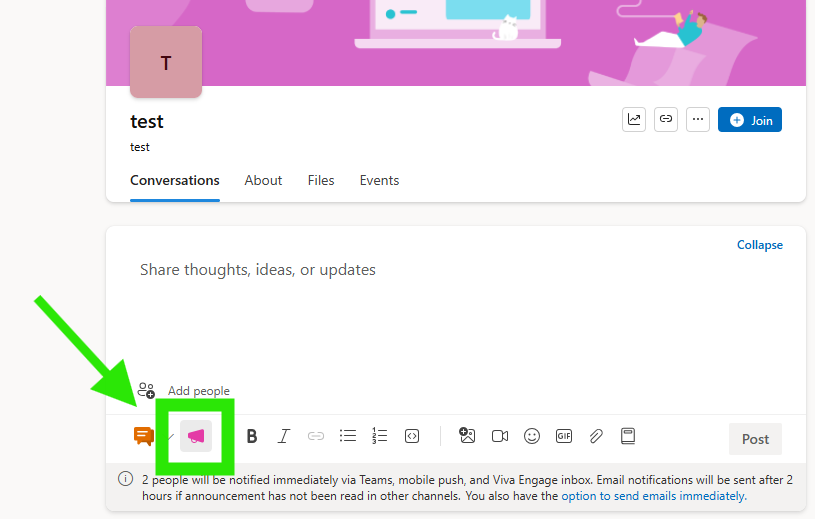 T
test
Join
test
Conversations About Files Events
Collapse
Share thoughts, ideas, or updates
Add people
B I GIF Post
2 people will be notified immediately via Teams, mobile push, and Viva Engage inbox. Email notifications will be sent after 2
hours if announcement has not been read in other channels. You also have the option to send emails immediately.